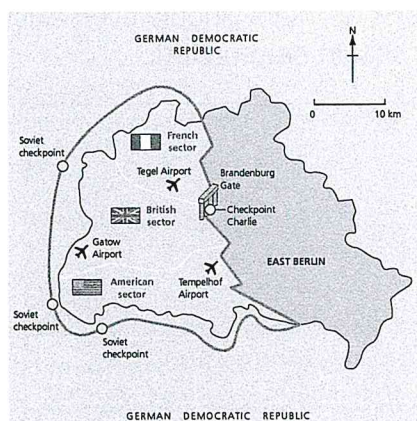 GERMAN DEMOCRATIC
REPUBLIC
N
0
10 km
Soviet
checkpoint
French
sector
Tegel Airport
Brandenburg
Gate
British
sector
Checkpoint
Charlie
Gatow
Airport
EAST BERLIN
American
sector
Tempelhof
Airport
Soviet
checkpoint
Soviet
checkpoint
GERMAN DEMOCRATIC REPUBLIC